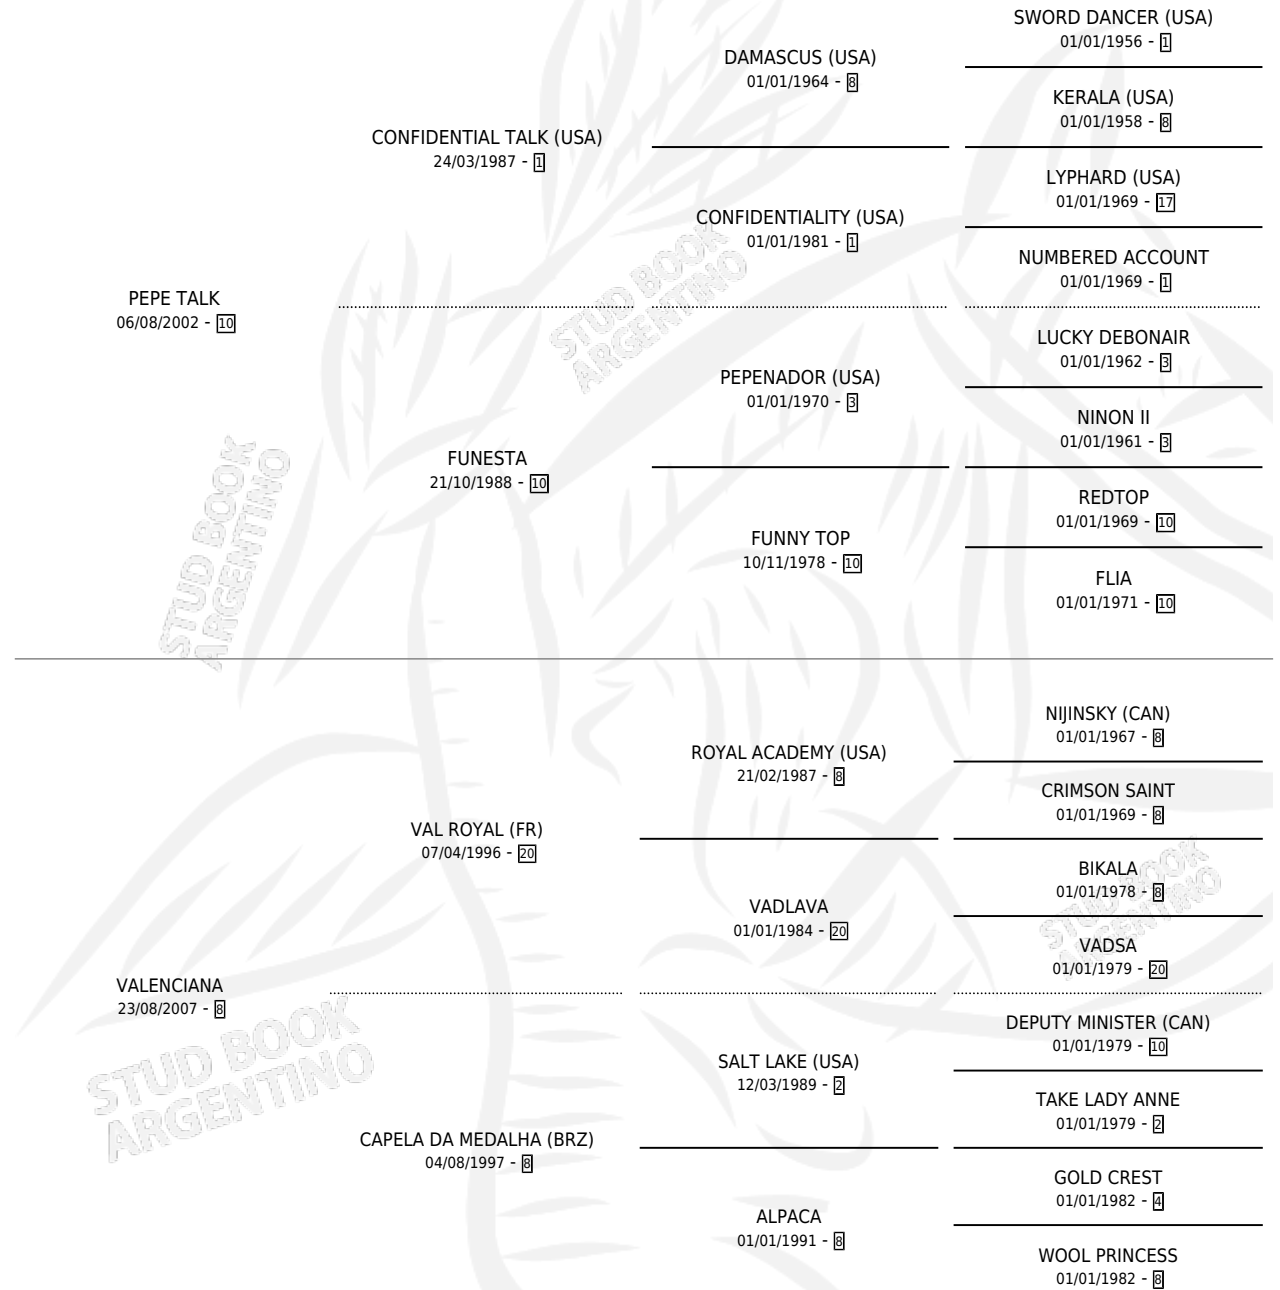 SWORD DANCER (USA)
01/01/1956 - 1
DAMASCUS (USA)
01/01/1964 - 8
KERALA (USA)
01/01/1958 - 8
CONFIDENTIAL TALK (USA)
24/03/1987 - 1
LYPHARD (USA)
01/01/1969 - 17
CONFIDENTIALITY (USA)
01/01/1981 - 1
NUMBERED ACCOUNT
01/01/1969 - 1
PEPE TALK
06/08/2002 - 10
STUD BOOK
ARGENTINO
LUCKY DEBONAIR
01/01/1962 - 3
PEPENADOR (USA)
01/01/1970 - 3
NINON II
01/01/1961 - 3
FUNESTA
21/10/1988 - 10
REDTOP
01/01/1969 - 10
FUNNY TOP
10/11/1978 - 10
FLIA
01/01/1971 - 10
STUD BOOK
ARGENTINO
NIJINSKY (CAN)
01/01/1967 - 8
ROYAL ACADEMY (USA)
21/02/1987 - 8
CRIMSON SAINT
01/01/1969 - 8
VAL ROYAL (FR)
07/04/1996 - 20
BIKALA
01/01/1978 - 8
VADLAVA
01/01/1984 - 20
STUD BOOK
ARGENTINO
VADSA
01/01/1979 - 20
VALENCIANA
23/08/2007 - 8
DEPUTY MINISTER (CAN)
01/01/1979 - 10
SALT LAKE (USA)
12/03/1989 - 2
STUD BOOK
ARGENTINO
TAKE LADY ANNE
01/01/1979 - 2
CAPELA DA MEDALHA (BRZ)
04/08/1997 - 8
GOLD CREST
01/01/1982 - 4
ALPACA
01/01/1991 - 8
WOOL PRINCESS
01/01/1982 - 8